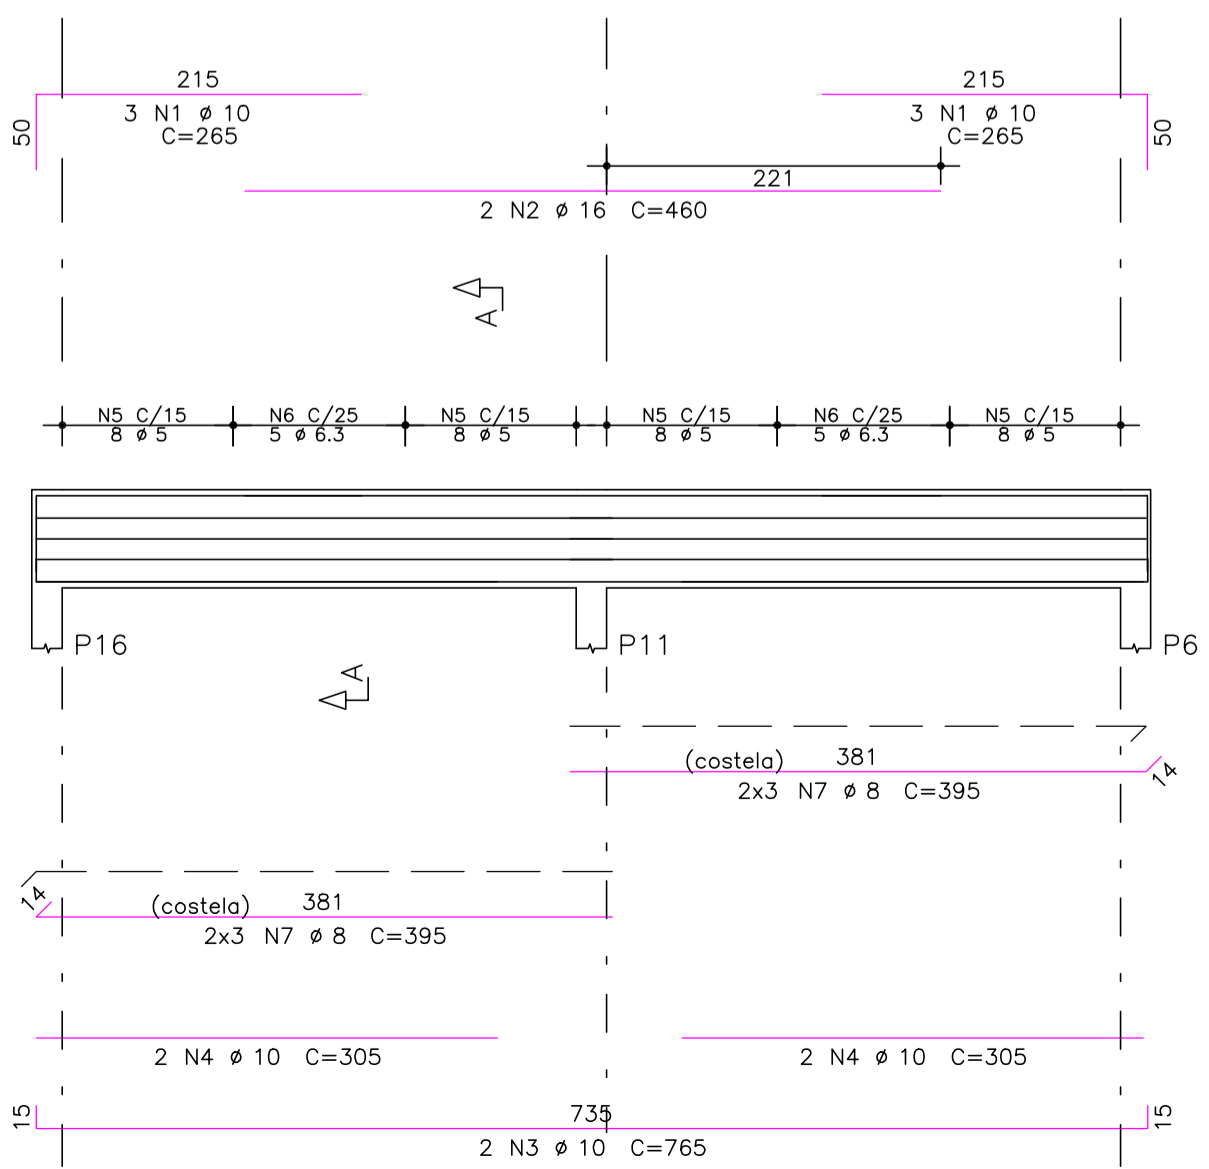 215
3 N1 ø 10
C=265
50
215
3 N1 ø 10
C=265
50
221
2 N2 ø 16 C=460
A
N5 C/15
8 ø 5
N6 C/25
5 ø 6.3
N5 C/15
8 ø 5
N5 C/15
8 ø 5
N6 C/25
5 ø 6.3
N5 C/15
8 ø 5
P16
P11
P6
A
(costela) 381
14
2x3 N7 ø 8 C=395
14
(costela) 381
2x3 N7 ø 8 C=395
2 N4 ø 10 C=305
2 N4 ø 10 C=305
15
735
15
2 N3 ø 10 C=765